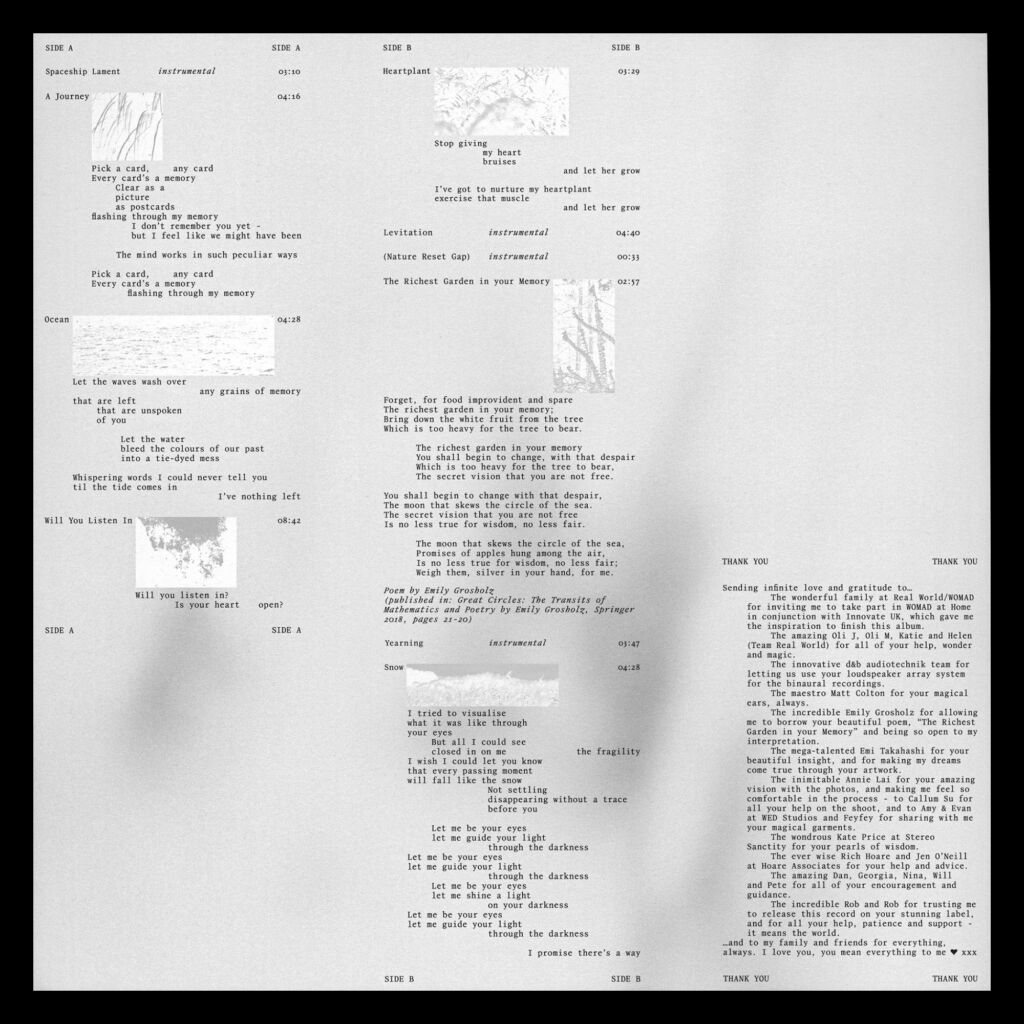 SIDE A SIDE A
Spaceship Lament instrumental 03:10
A Journey 04:16
Pick a card, any card
Every card's a memory
Clear as a
picture
as postcards
flashing through my memory
I don't remember you yet -
but I feel like we might have been
The mind works in such peculiar ways
Pick a card, any card
Every card's a memory
flashing through my memory
Ocean 04:28
Let the waves wash over
any grains of memory
that are left
that are unspoken
of you
Let the water
bleed the colours of our past
into a tie-dyed mess
Whispering words I could never tell you
til the tide comes in
I've nothing left
Will You Listen In 08:42
Will you listen in?
Is your heart open?
SIDE A SIDE A
SIDE B SIDE B
Heartplant 03:29
Stop giving
my heart
bruises
and let her grow
I've got to nurture my heartplant
exercise that muscle
and let her grow
Levitation instrumental 04:40
(Nature Reset Gap) instrumental 00:33
The Richest Garden in your Memory 02:57
Forget, for food improvident and spare
The richest garden in your memory;
Bring down the white fruit from the tree
Which is too heavy for the tree to bear.
The richest garden in your memory
You shall begin to change, with that despair
Which is too heavy for the tree to bear,
The secret vision that you are not free.
You shall begin to change with that despair,
The moon that skews the circle of the sea.
The secret vision that you are not free
Is no less true for wisdom, no less fair.
The moon that skews the circle of the sea,
Promises of apples hung among the air,
Is no less true for wisdom, no less fair;
Weigh them, silver in your hand, for me.
Poem by Emily Grosholz
(published in: Great Circles: The Transits of
Mathematics and Poetry by Emily Grosholz, Springer
2018, pages 21-20)
Yearning instrumental 03:47
Snow 04:28
I tried to visualise
what it was like through
your eyes
But all I could see
closed in on me the fragility
I wish I could let you know
that every passing moment
will fall like the snow
Not settling
disappearing without a trace
before you
Let me be your eyes
let me guide your light
through the darkness
Let me be your eyes
let me guide your light
through the darkness
Let me be your eyes
let me shine a light
on your darkness
Let me be your eyes
let me guide your light
through the darkness
I promise there's a way
SIDE B SIDE B
THANK YOU THANK YOU
Sending infinite love and gratitude to…
The wonderful family at Real World/WOMAD
for inviting me to take part in WOMAD at Home
in conjunction with Innovate UK, which gave me
the inspiration to finish this album.
The amazing Oli J, Oli M, Katie and Helen
(Team Real World) for all of your help, wonder
and magic.
The innovative d&b audiotechnik team for
letting us use your loudspeaker array system
for the binaural recordings.
The maestro Matt Colton for your magical
ears, always.
The incredible Emily Grosholz for allowing
me to borrow your beautiful poem, "The Richest
Garden in your Memory" and being so open to my
interpretation.
The mega-talented Emi Takahashi for your
beautiful insight, and for making my dreams
come true through your artwork.
The inimitable Annie Lai for your amazing
vision with the photos, and making me feel so
comfortable in the process - to Callum Su for
all your help on the shoot, and to Amy & Evan
at WED Studios and Feyfey for sharing with me
your magical garments.
The wondrous Kate Price at Stereo
Sanctity for your pearls of wisdom.
The ever wise Rich Hoare and Jen O'Neill
at Hoare Associates for your help and advice.
The amazing Dan, Georgia, Nina, Will
and Pete for all of your encouragement and
guidance.
The incredible Rob and Rob for trusting me
to release this record on your stunning label,
and for all your help, patience and support -
it means the world.
…and to my family and friends for everything,
always. I love you, you mean everything to me ♥ xxx
THANK YOU THANK YOU